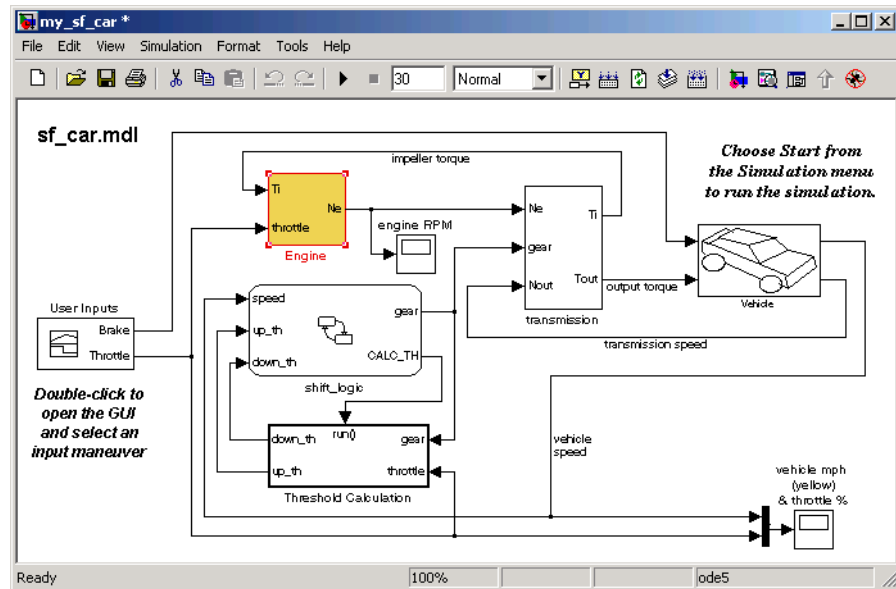 my_sf_car *
File Edit View Simulation Format Tools Help
30
Normal
sf_car.mdl
impeller torque
Choose Start from
the Simulation menu
to run the simulation.
Ti
Ne
throttle
Engine
engine RPM
Ne
Ti
gear
Nout
Tout
transmission
output torque
Vehicle
transmission speed
User Inputs
Brake
Throttle
Double-click to
open the GUI
and select an
input maneuver
speed
gear
up_th
down_th
CALC_TH
shift_logic
run()
down_th
gear
up_th
throttle
Threshold Calculation
vehicle
speed
vehicle mph
(yellow)
& throttle %
Ready
100%
ode5